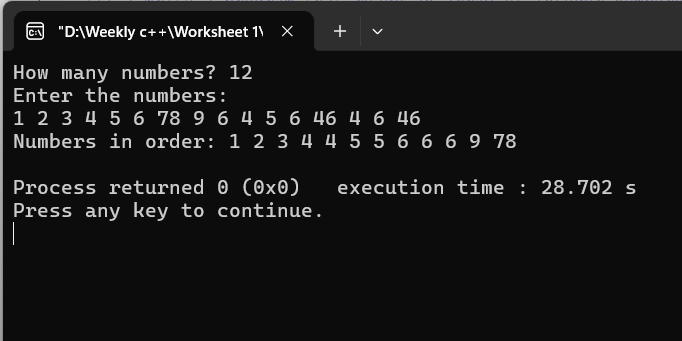 "D:\Weekly c++\Worksheet 1\
How many numbers? 12
Enter the numbers:
1 2 3 4 5 6 78 9 6 4 5 6 46 4 6 46
Numbers in order: 1 2 3 4 4 5 5 6 6 6 9 78
Process returned 0 (0x0)   execution time : 28.702 s
Press any key to continue.